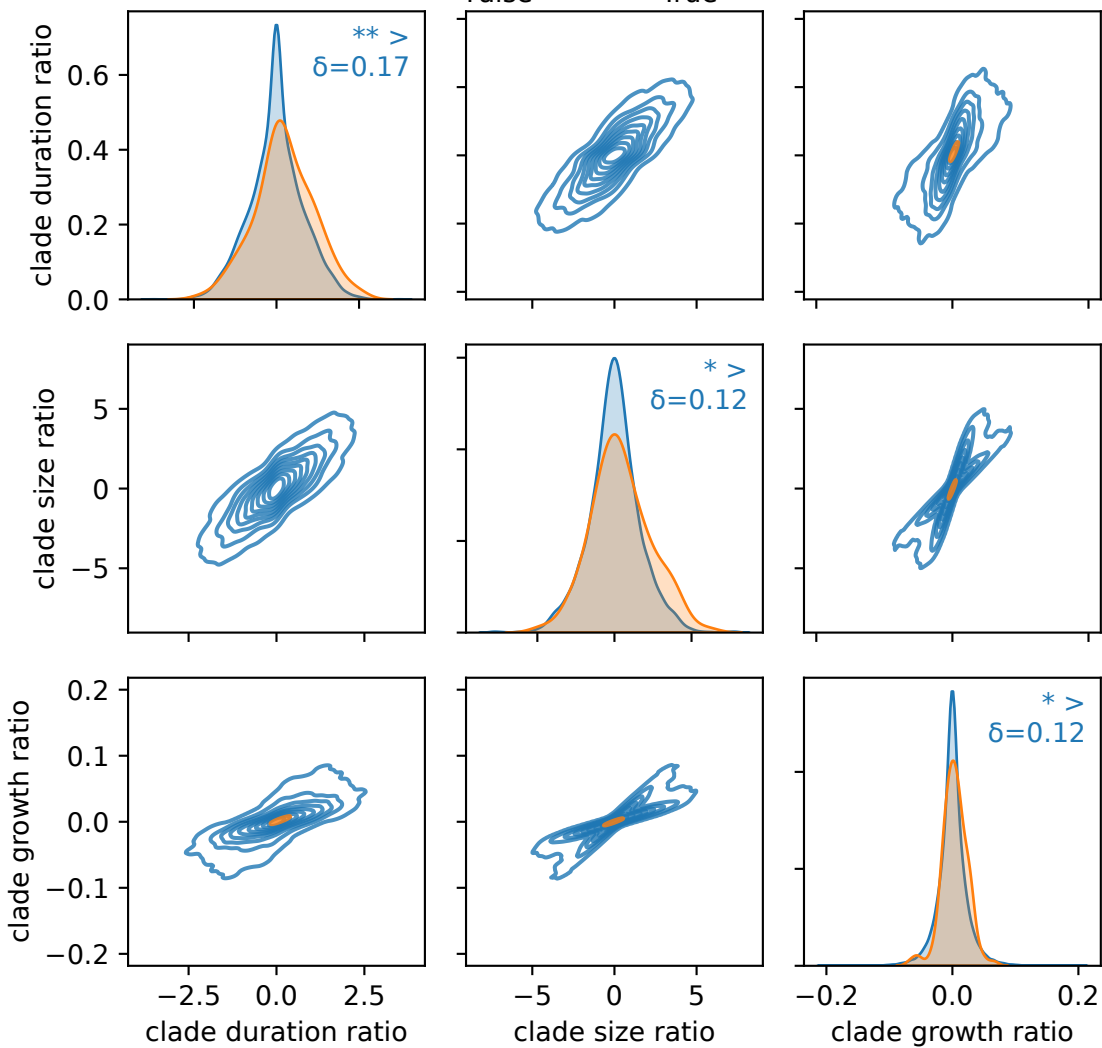 clade duration ratio
0.6
0.4
0.2
0.0
** >
δ=0.17
clade size ratio
5
0
−5
* >
δ=0.12
clade growth ratio
0.2
0.1
0.0
−0.1
−0.2
* >
δ=0.12
−2.5 0.0 2.5
clade duration ratio
−5 0 5
clade size ratio
−0.2 0.0 0.2
clade growth ratio